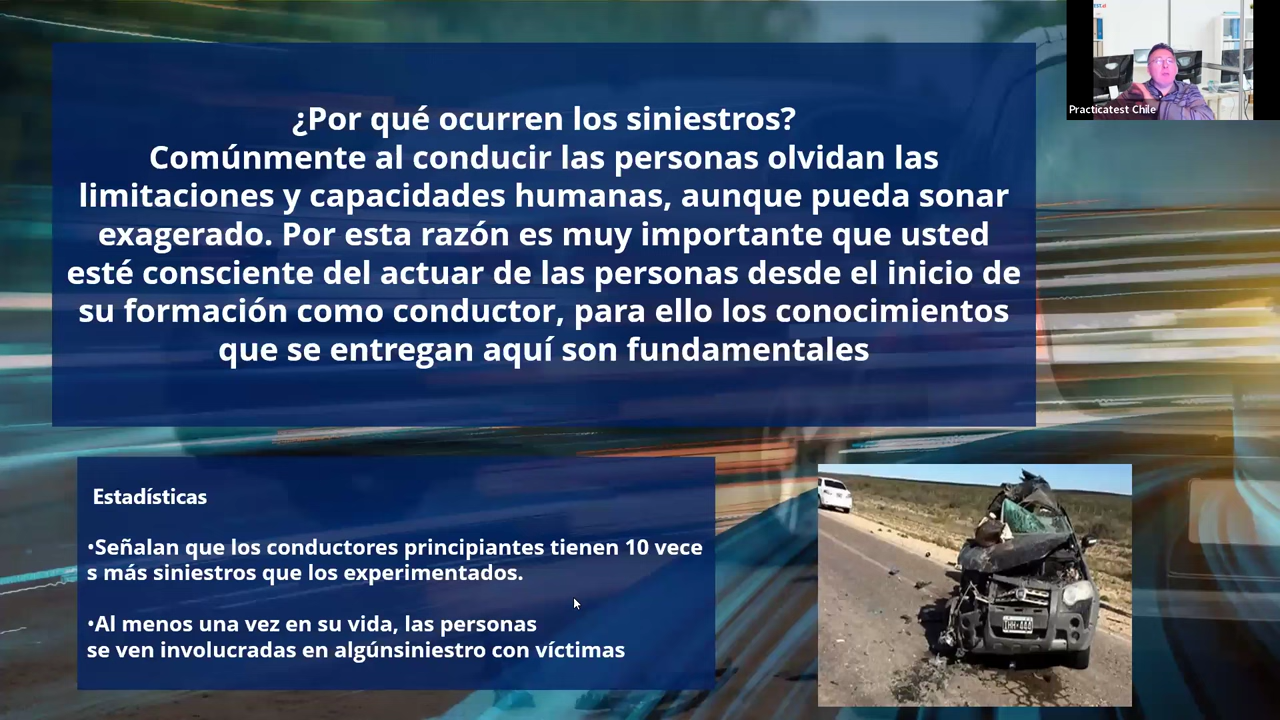 ¿Por qué ocurren los siniestros?
Comúnmente al conducir las personas olvidan las
limitaciones y capacidades humanas, aunque pueda sonar
exagerado. Por esta razón es muy importante que usted
esté consciente del actuar de las personas desde el inicio de
su formación como conductor, para ello los conocimientos
que se entregan aquí son fundamentales
Practicatest Chile
Estadísticas
•Señalan que los conductores principiantes tienen 10 vece
s más siniestros que los experimentados.
•Al menos una vez en su vida, las personas
se ven involucradas en algúnsiniestro con víctimas